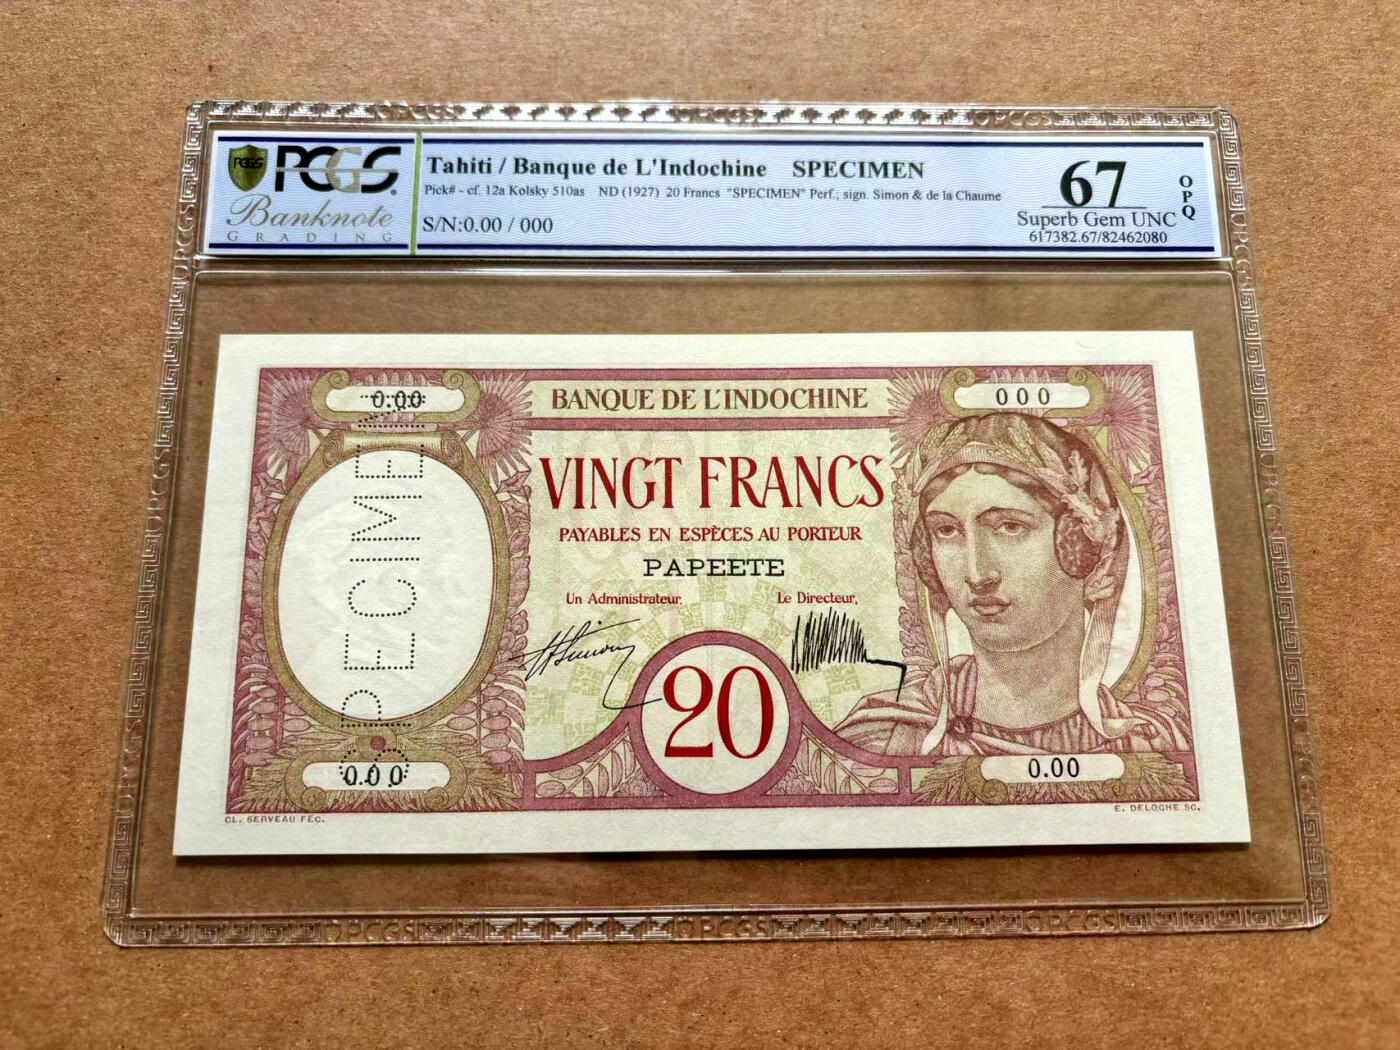 PCGS
PCGS
Banknote
GRADING
Tahiti / Banque de L'Indochine SPECIMEN
Pick# - cf. 12a Kolsky 510as ND (1927) 20 Francs "SPECIMEN" Perf.; sign. Simon & de la Chaume
S/N:0.00 / 000
67
Superb Gem UNC
617382.67/82462080
OPQ
0.00
BANQUE DE L'INDOCHINE
000
SPECIMEN
VINGT FRANCS
PAYABLES EN ESPÈCES AU PORTEUR
PAPEETE
Un Administrateur,
Le Directeur,
20
0.00
0.00
CL. SERVEAU FEC.
E. DELOCHE SC.